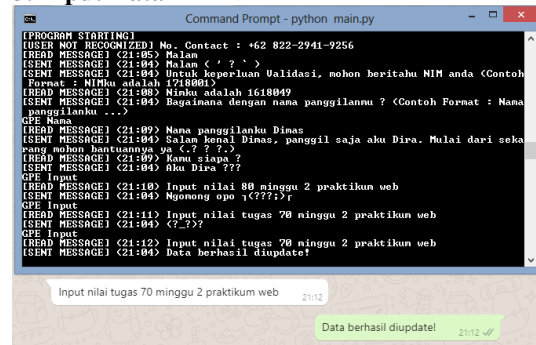 Command Prompt - python main.py
[PROGRAM STARTING]
[USER NOT RECOGNIZED] No. Contact : +62 822-2941-9256
[READ MESSAGE] (21:05) Malam
[SENT MESSAGE] (21:04) Malam ( ' ? ` )
[SENT MESSAGE] (21:04) Untuk keperluan Validasi, mohon beritahu NIM anda (Contoh
Format : NIMku adalah 1718001)
[READ MESSAGE] (21:08) Nimku adalah 1618049
[SENT MESSAGE] (21:04) Bagaimana dengan nama panggilanmu ? (Contoh Format : Nama
panggilanku ...)
GPE Nama
[READ MESSAGE] (21:09) Nama panggilanku Dimas
[SENT MESSAGE] (21:04) Salam kenal Dimas, panggil saja aku Dira. Mulai dari seka
rang mohon bantuannya ya (.? ? ?.)
[READ MESSAGE] (21:09) Kamu siapa ?
[SENT MESSAGE] (21:04) Aku Dira ???
GPE Input
[READ MESSAGE] (21:10) Input nilai 80 minggu 2 praktikum web
[SENT MESSAGE] (21:04) Ngomong opo ┐(???;)┌
GPE Input
[READ MESSAGE] (21:11) Input nilai tugas 70 minggu 2 praktikum web
[SENT MESSAGE] (21:04) (?_?)?
GPE Input
[READ MESSAGE] (21:12) Input nilai tugas 70 minggu 2 praktikum web
[SENT MESSAGE] (21:04) Data berhasil diupdate!
Input nilai tugas 70 minggu 2 praktikum web 21:12
Data berhasil diupdate! 21:12